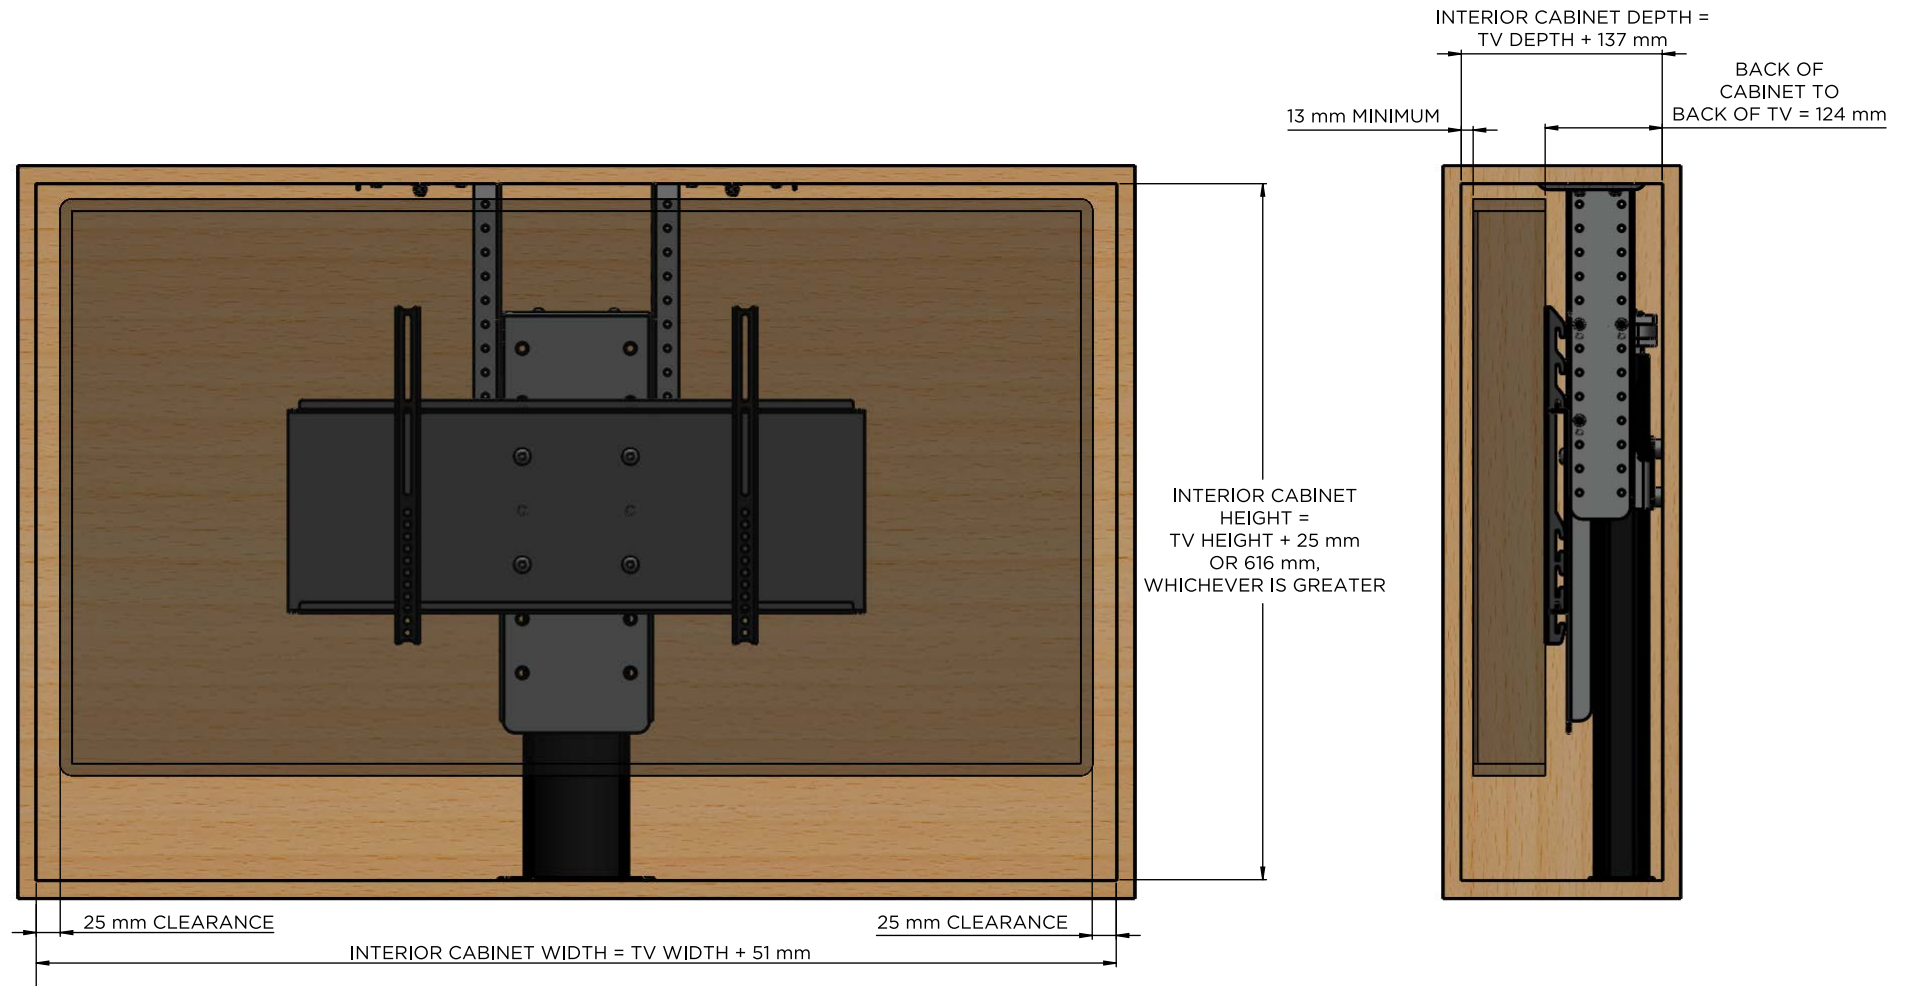 INTERIOR CABINET DEPTH =
TV DEPTH + 137 mm
BACK OF
CABINET TO
BACK OF TV = 124 mm
13 mm MINIMUM
INTERIOR CABINET
HEIGHT =
TV HEIGHT + 25 mm
OR 616 mm,
WHICHEVER IS GREATER
25 mm CLEARANCE
25 mm CLEARANCE
INTERIOR CABINET WIDTH = TV WIDTH + 51 mm